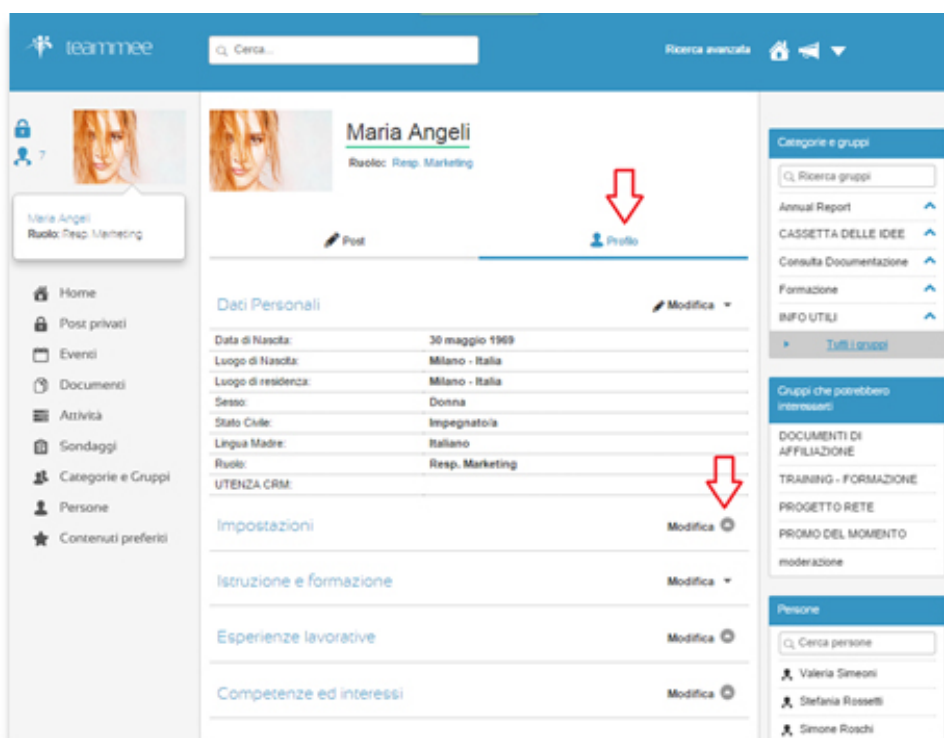 teammee
Cerca...
Ricerca avanzata
7
Maria Angeli
Ruolo: Resp. Marketing
Home
Post privati
Eventi
Documenti
Attività
Sondaggi
Categorie e Gruppi
Persone
Contenuti preferiti
Maria Angeli
Ruolo: Resp. Marketing
Post
Profilo
Dati Personali
Modifica
Data di Nascita: 30 maggio 1969
Luogo di Nascita: Milano - Italia
Luogo di residenza: Milano - Italia
Sesso: Donna
Stato Civile: Impegnato/a
Lingua Madre: Italiano
Ruolo: Resp. Marketing
UTENZA CRM:
Impostazioni Modifica
Istruzione e formazione Modifica
Esperienze lavorative Modifica
Competenze ed interessi Modifica
Categorie e gruppi
Ricerca gruppi
Annual Report
CASSETTA DELLE IDEE
Consulta Documentazione
Formazione
INFO UTILI
Tutti i gruppi
Gruppi che potrebbero
interessarti
DOCUMENTI DI
AFFILIAZIONE
TRAINING - FORMAZIONE
PROGETTO RETE
PROMO DEL MOMENTO
moderazione
Persone
Cerca persone
Valeria Simeoni
Stefania Rossetti
Simone Roschi